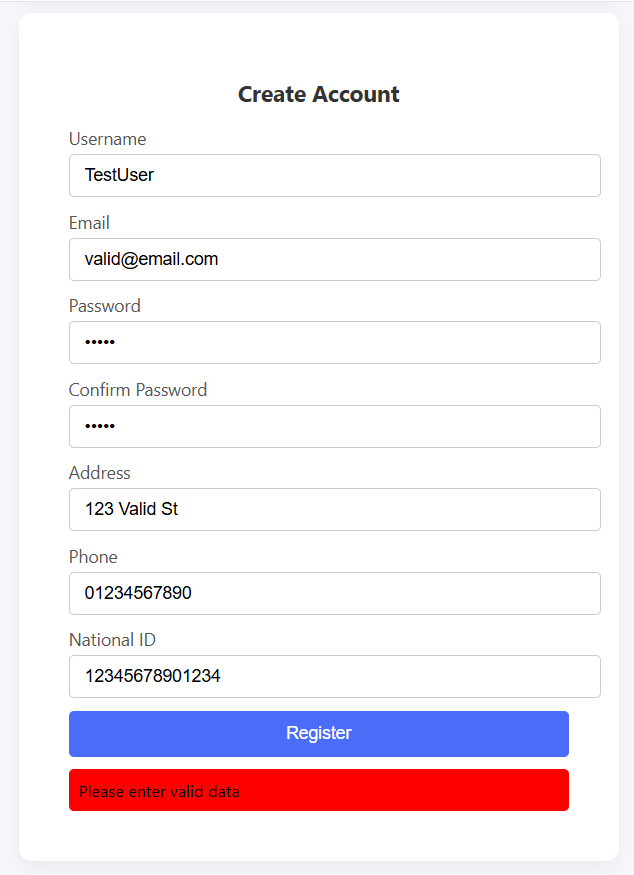 Create Account
Username
TestUser
Email
valid@email.com
Password
•••••
Confirm Password
•••••
Address
123 Valid St
Phone
01234567890
National ID
12345678901234
Register
Please enter valid data